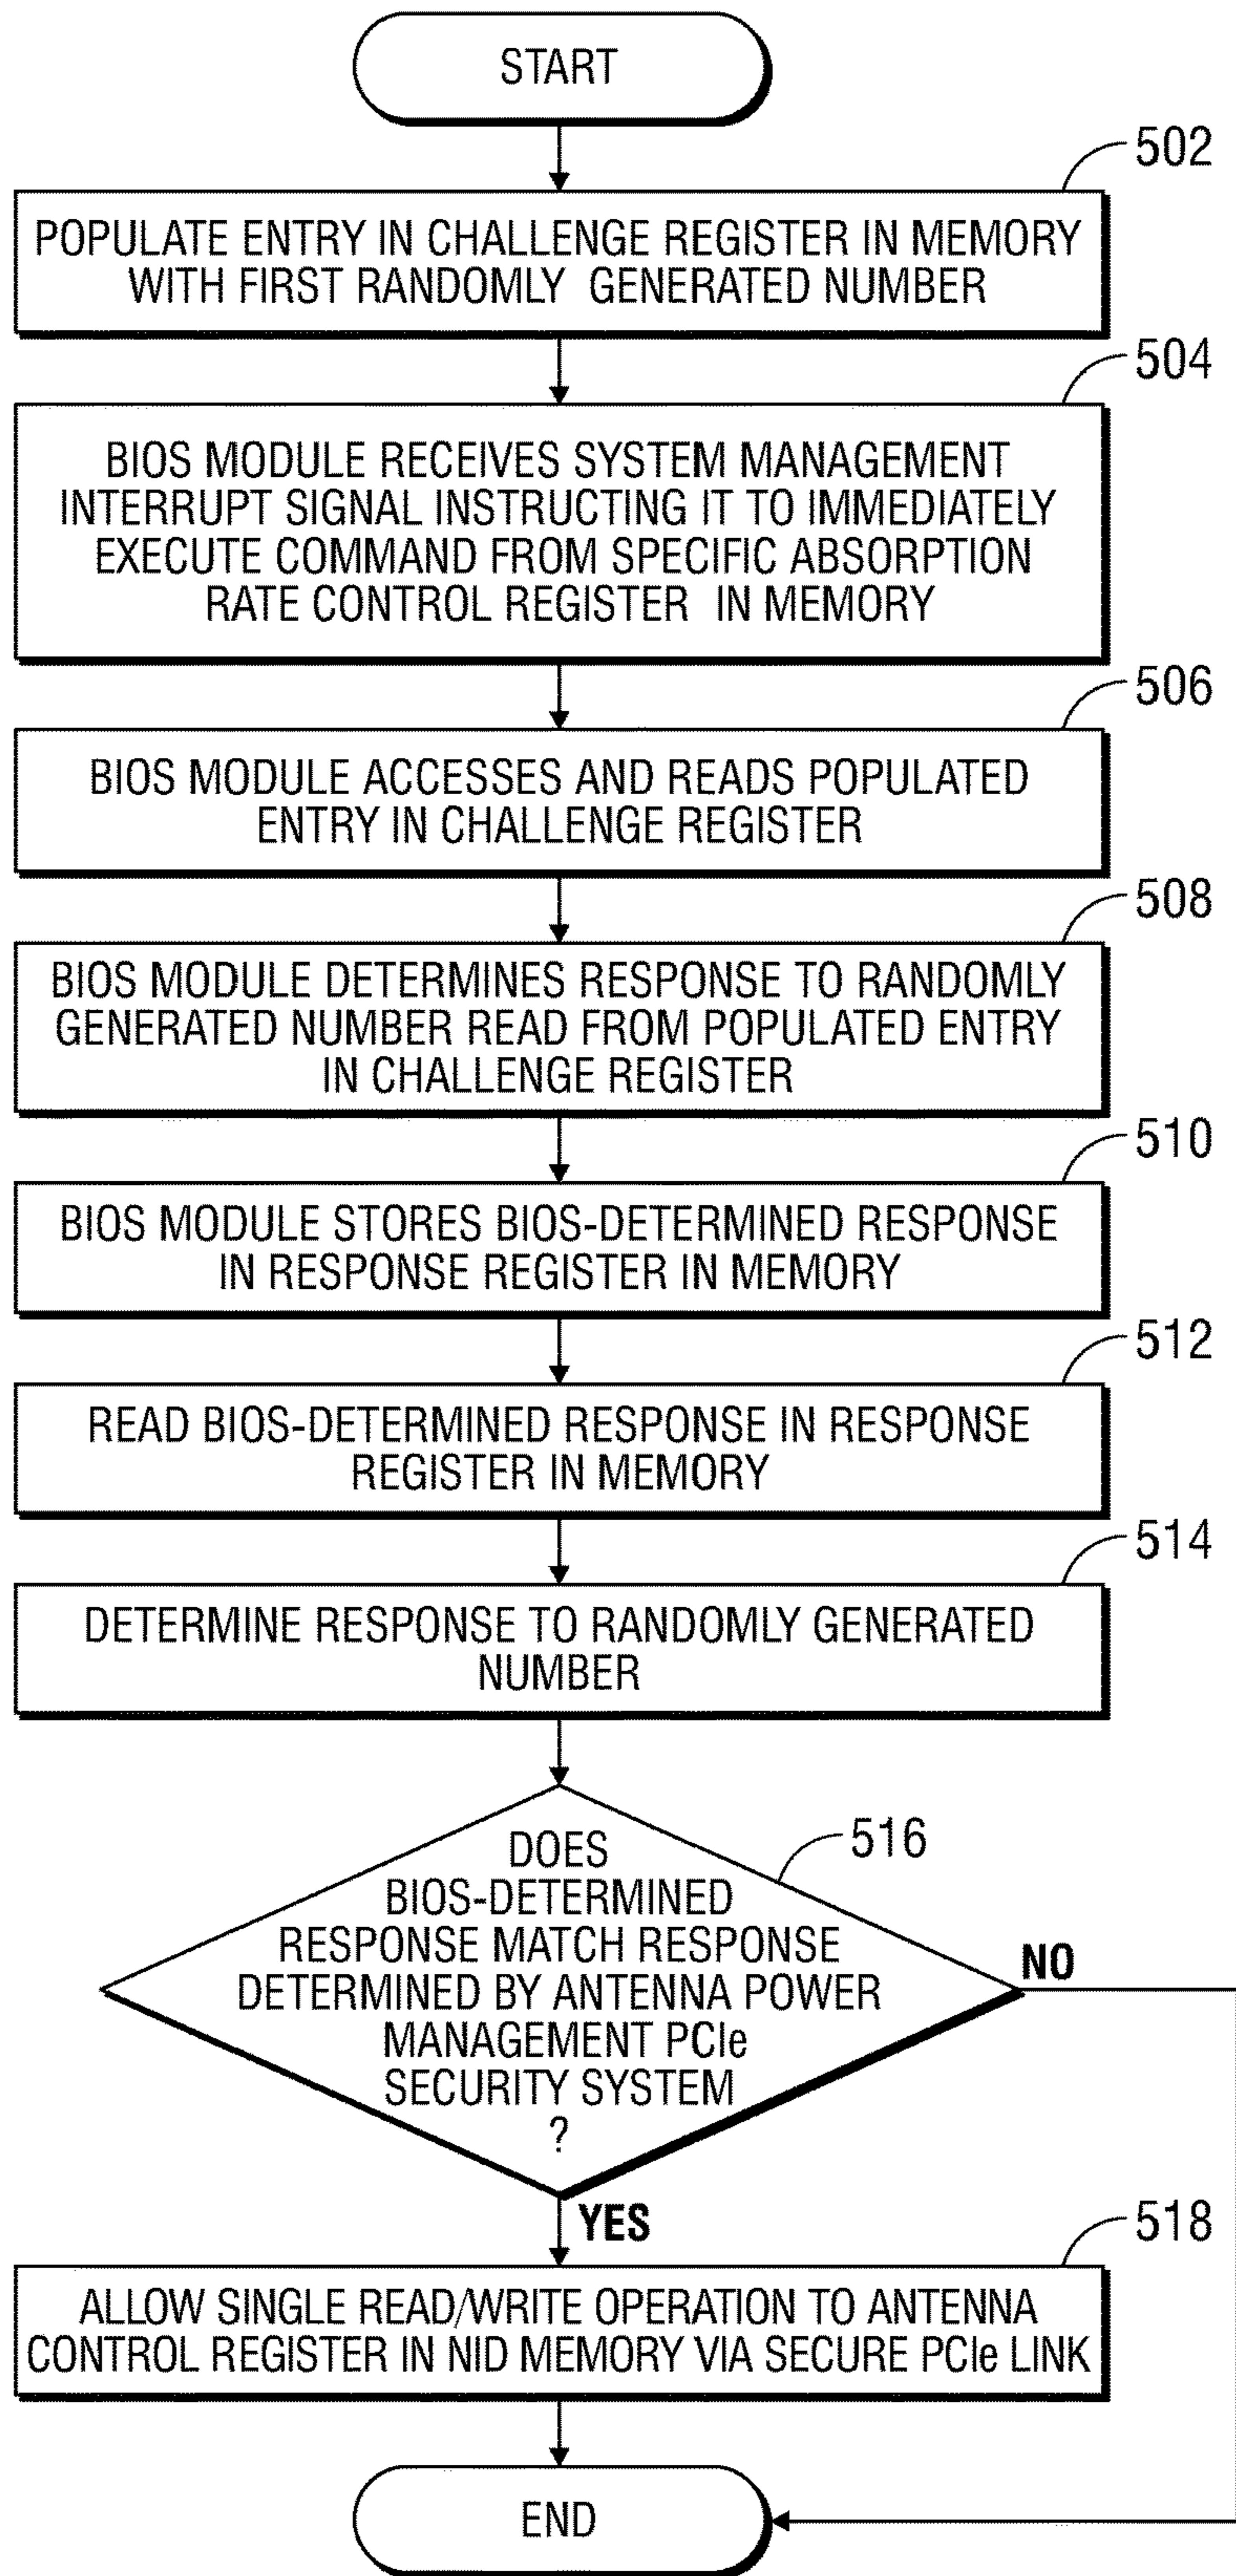 START
502
POPULATE ENTRY IN CHALLENGE REGISTER IN MEMORY
WITH FIRST RANDOMLY GENERATED NUMBER
504
BIOS MODULE RECEIVES SYSTEM MANAGEMENT
INTERRUPT SIGNAL INSTRUCTING IT TO IMMEDIATELY
EXECUTE COMMAND FROM SPECIFIC ABSORPTION
RATE CONTROL REGISTER IN MEMORY
506
BIOS MODULE ACCESSES AND READS POPULATED
ENTRY IN CHALLENGE REGISTER
508
BIOS MODULE DETERMINES RESPONSE TO RANDOMLY
GENERATED NUMBER READ FROM POPULATED ENTRY
IN CHALLENGE REGISTER
510
BIOS MODULE STORES BIOS-DETERMINED RESPONSE
IN RESPONSE REGISTER IN MEMORY
512
READ BIOS-DETERMINED RESPONSE IN RESPONSE
REGISTER IN MEMORY
514
DETERMINE RESPONSE TO RANDOMLY GENERATED
NUMBER
516
DOES
BIOS-DETERMINED
RESPONSE MATCH RESPONSE
DETERMINED BY ANTENNA POWER
MANAGEMENT PCIe
SECURITY SYSTEM
?
NO
YES
518
ALLOW SINGLE READ/WRITE OPERATION TO ANTENNA
CONTROL REGISTER IN NID MEMORY VIA SECURE PCIe LINK
END